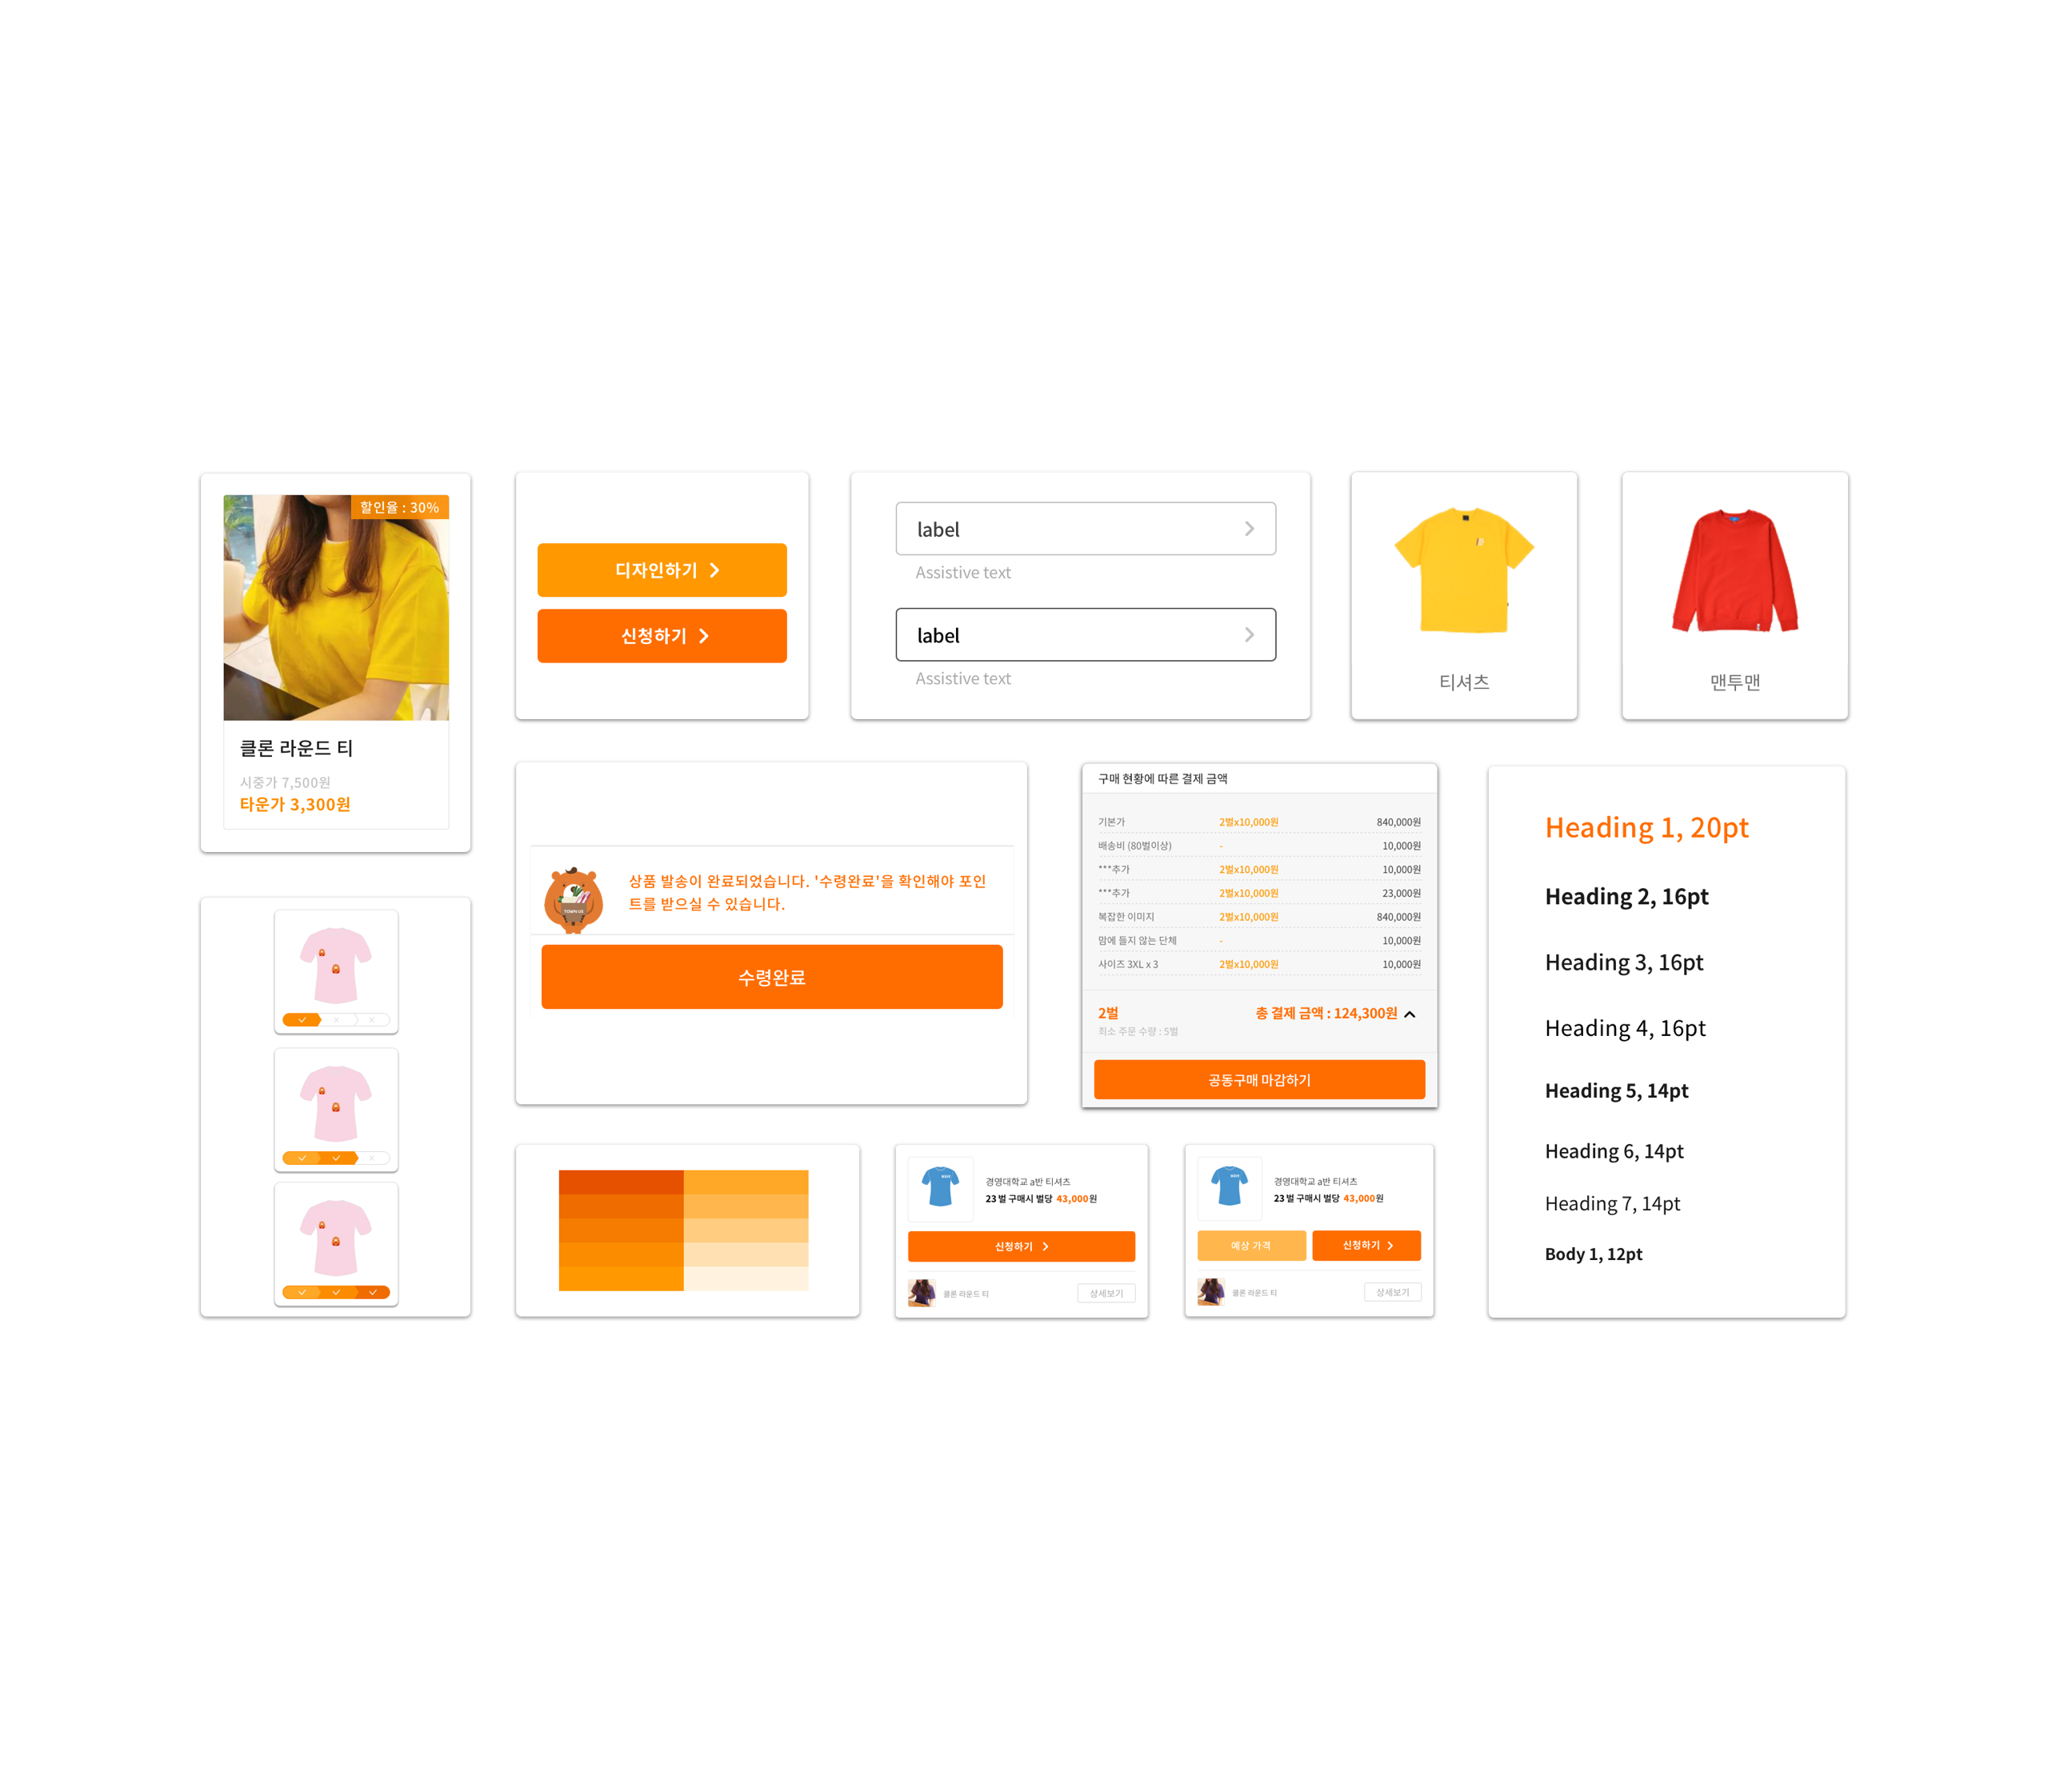 할인율 : 30%
클론 라운드 티
시중가 7,500원
타운가 3,300원
디자인하기
신청하기
label
Assistive text
label
Assistive text
티셔츠
맨투맨
상품 발송이 완료되었습니다. '수령완료'을 확인해야 포인
트를 받으실 수 있습니다.
TOWN US
수령완료
구매 현황에 따른 결제 금액
기본가 2벌x10,000원 840,000원
배송비 (80벌이상) - 10,000원
***추가 2벌x10,000원 10,000원
***추가 2벌x10,000원 23,000원
복잡한 이미지 2벌x10,000원 840,000원
맘에 들지 않는 단체 - 10,000원
사이즈 3XL x 3 2벌x10,000원 10,000원
2벌 총 결제 금액 : 124,300원
최소 주문 수량 : 5벌
공동구매 마감하기
Heading 1, 20pt
Heading 2, 16pt
Heading 3, 16pt
Heading 4, 16pt
Heading 5, 14pt
Heading 6, 14pt
Heading 7, 14pt
Body 1, 12pt
경영대학교 a반 티셔츠
23벌 구매시 벌당 43,000원
신청하기
클론 라운드 티 상세보기
경영대학교 a반 티셔츠
23벌 구매시 벌당 43,000원
예상 가격 신청하기
클론 라운드 티 상세보기